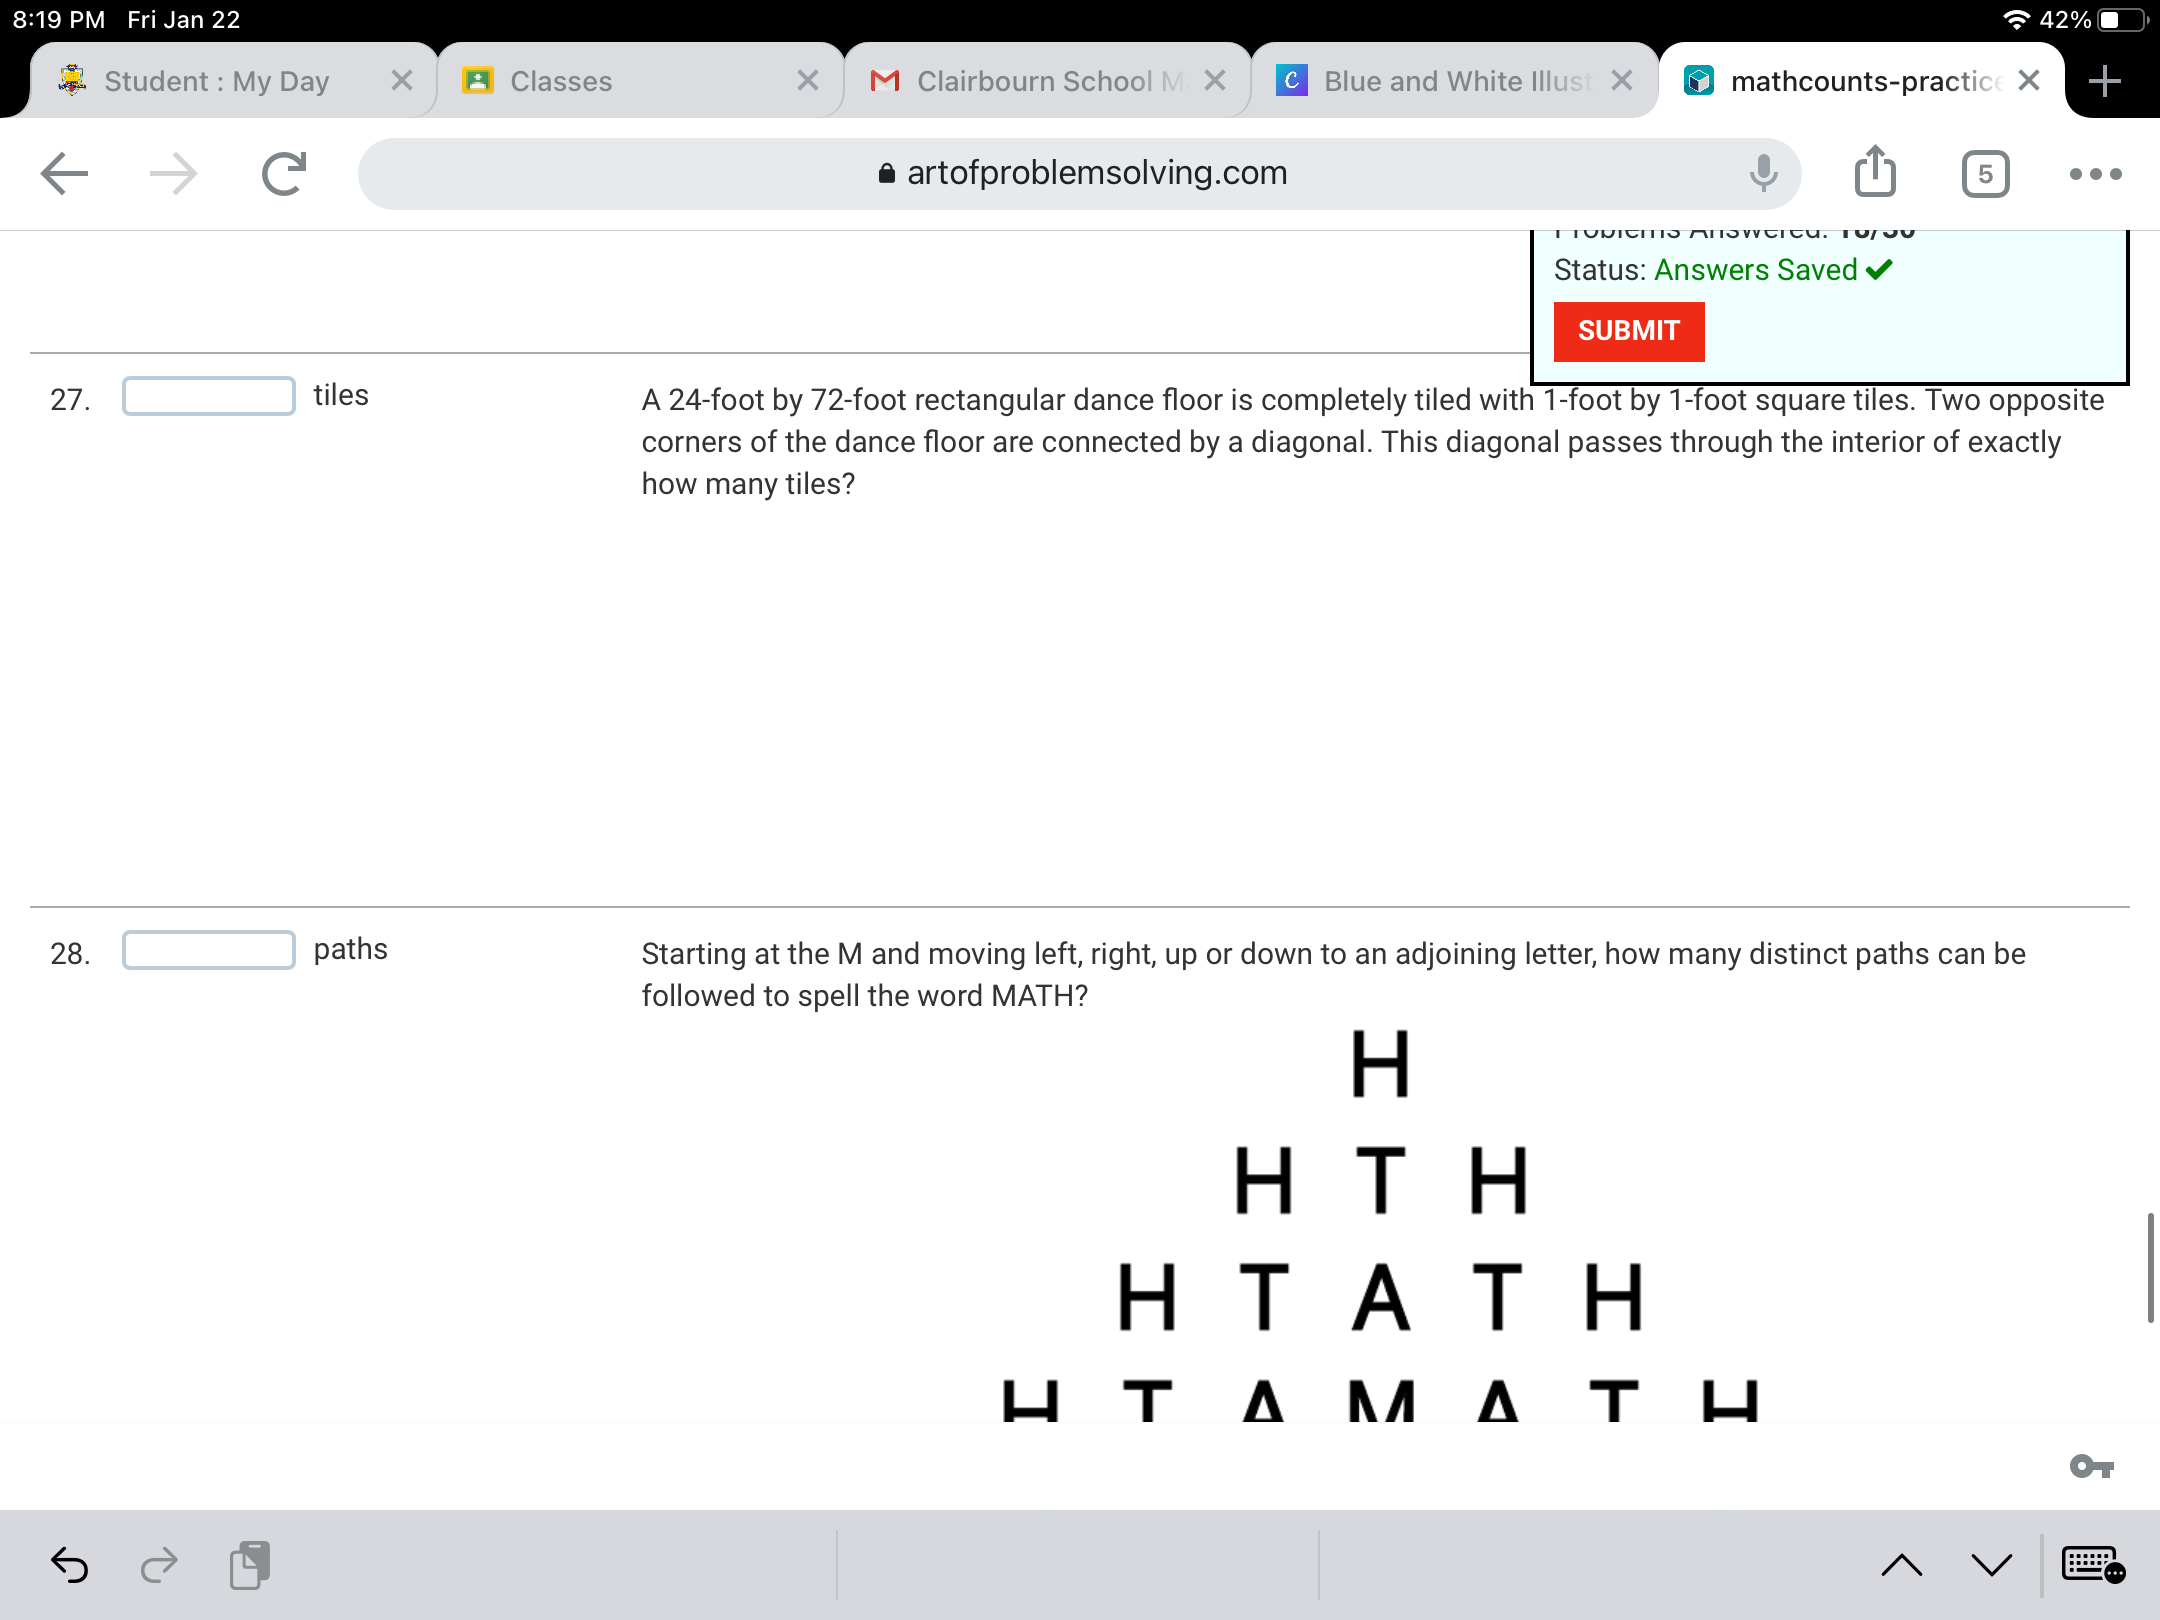 8:19 PM Fri Jan 22
42%
Student : My Day
Classes
Clairbourn School M
Blue and White Illust
mathcounts-practice
artofproblemsolving.com
5
Problems Answered: 18/30
Status: Answers Saved
SUBMIT
27.
tiles
A 24-foot by 72-foot rectangular dance floor is completely tiled with 1-foot by 1-foot square tiles. Two opposite
corners of the dance floor are connected by a diagonal. This diagonal passes through the interior of exactly
how many tiles?
28.
paths
Starting at the M and moving left, right, up or down to an adjoining letter, how many distinct paths can be
followed to spell the word MATH?
H
H T H
H T A T H
H T A M A T H